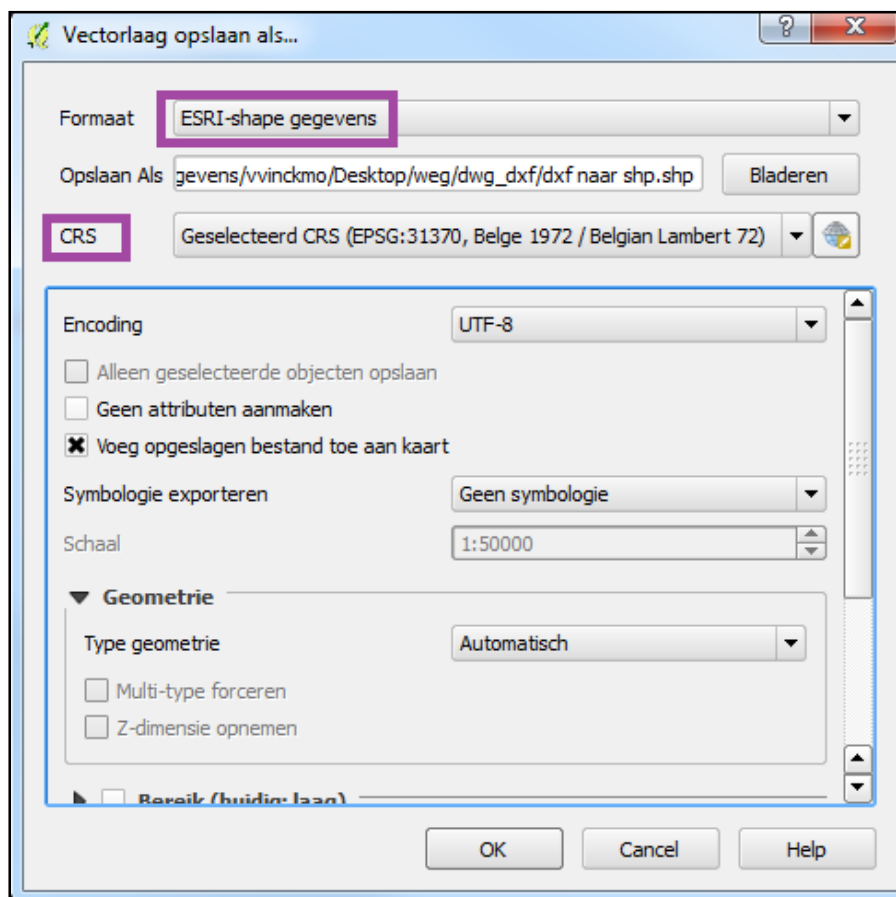 Vectorlaag opslaan als...
Formaat ESRI-shape gegevens
Opslaan Als gevens/vvinckmo/Desktop/weg/dwg_dxf/dxf naar shp.shp Bladeren
CRS Geselecteerd CRS (EPSG:31370, Belge 1972 / Belgian Lambert 72)
Encoding UTF-8
Alleen geselecteerde objecten opslaan
Geen attributen aanmaken
Voeg opgeslagen bestand toe aan kaart
Symbologie exporteren Geen symbologie
Schaal 1:50000
Geometrie
Type geometrie Automatisch
Multi-type forceren
Z-dimensie opnemen
Bereik (huidig: laag)
OK Cancel Help